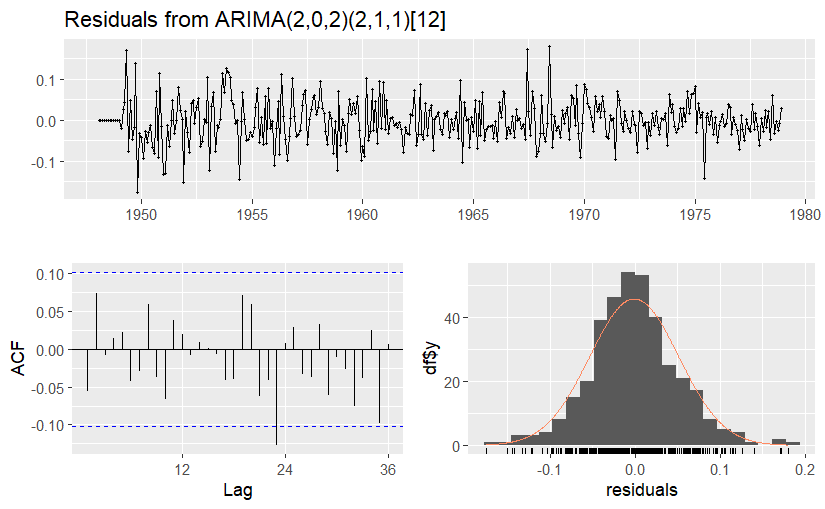 Residuals from ARIMA(2,0,2)(2,1,1)[12]
0.1
0.0
-0.1
1950 1955 1960 1965 1970 1975 1980
0.10
0.05
0.00
-0.05
-0.10
ACF
12 24 36
Lag
40
20
0
df$y
-0.1 0.0 0.1 0.2
residuals